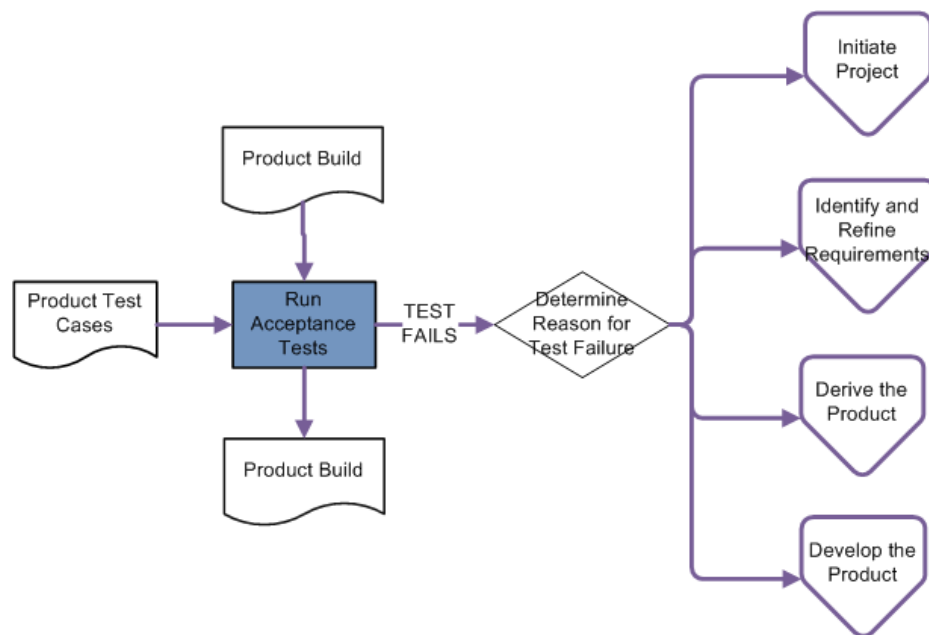 Initiate
Project
Product Build
Identify and
Refine
Requirements
Product Test
Cases
Run
Acceptance
Tests
TEST
FAILS
Determine
Reason for
Test Failure
Derive the
Product
Product Build
Develop the
Product